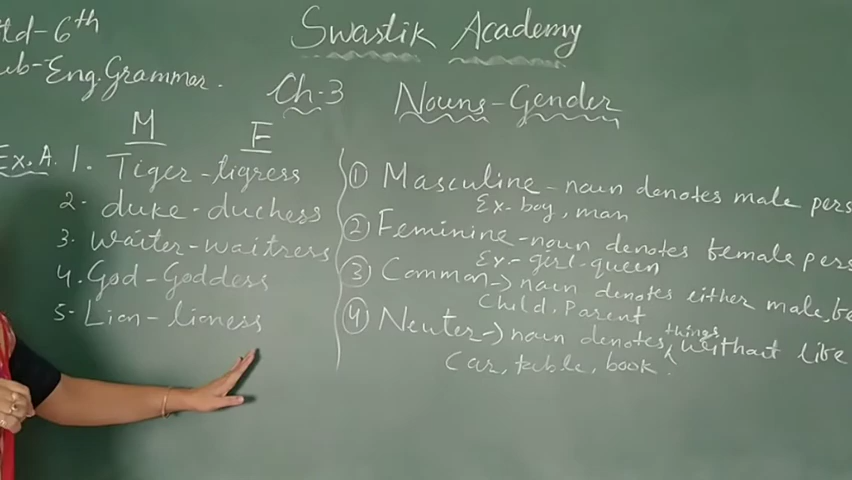 Std-6th
Sub-Eng.Grammar.
Swastik Academy
Ch-3
Nouns-Gender
M
F
Ex.A. 1. Tiger-tigress
2. duke-duchess
3. Waiter-waitress
4. God-Goddess
5- Lion-lioness
① Masculine-noun denotes male pers
Ex-boy, man
② Feminine-noun denotes female pers
Ex.-girl-queen
③ Common→noun denotes either male,
Child, Parent
④ Neuter→noun denotes things without life
Car, table, book.